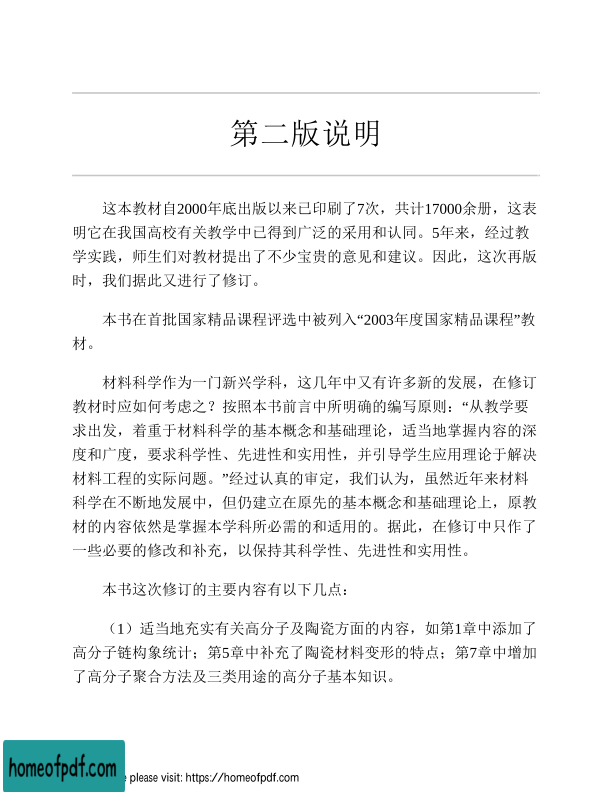 第二版说明
这本教材自2000年底出版以来已印刷了7次，共计17000余册，这表
明它在我国高校有关教学中已得到广泛的采用和认同。5年来，经过教
学实践，师生们对教材提出了不少宝贵的意见和建议。因此，这次再版
时，我们据此又进行了修订。
本书在首批国家精品课程评选中被列入“2003年度国家精品课程”教
材。
材料科学作为一门新兴学科，这几年中又有许多新的发展，在修订
教材时应如何考虑之？按照本书前言中所明确的编写原则：“从教学要
求出发，着重于材料科学的基本概念和基础理论，适当地掌握内容的深
度和广度，要求科学性、先进性和实用性，并引导学生应用理论于解决
材料工程的实际问题。”经过认真的审定，我们认为，虽然近年来材料
科学在不断地发展中，但仍建立在原先的基本概念和基础理论上，原教
材的内容依然是掌握本学科所必需的和适用的。据此，在修订中只作了
一些必要的修改和补充，以保持其科学性、先进性和实用性。
本书这次修订的主要内容有以下几点：
（1）适当地充实有关高分子及陶瓷方面的内容，如第1章中添加了
高分子链构象统计；第5章中补充了陶瓷材料变形的特点；第7章中增加
了高分子聚合方法及三类用途的高分子基本知识。
homeofpdf.com
e please visit: https://homeofpdf.com